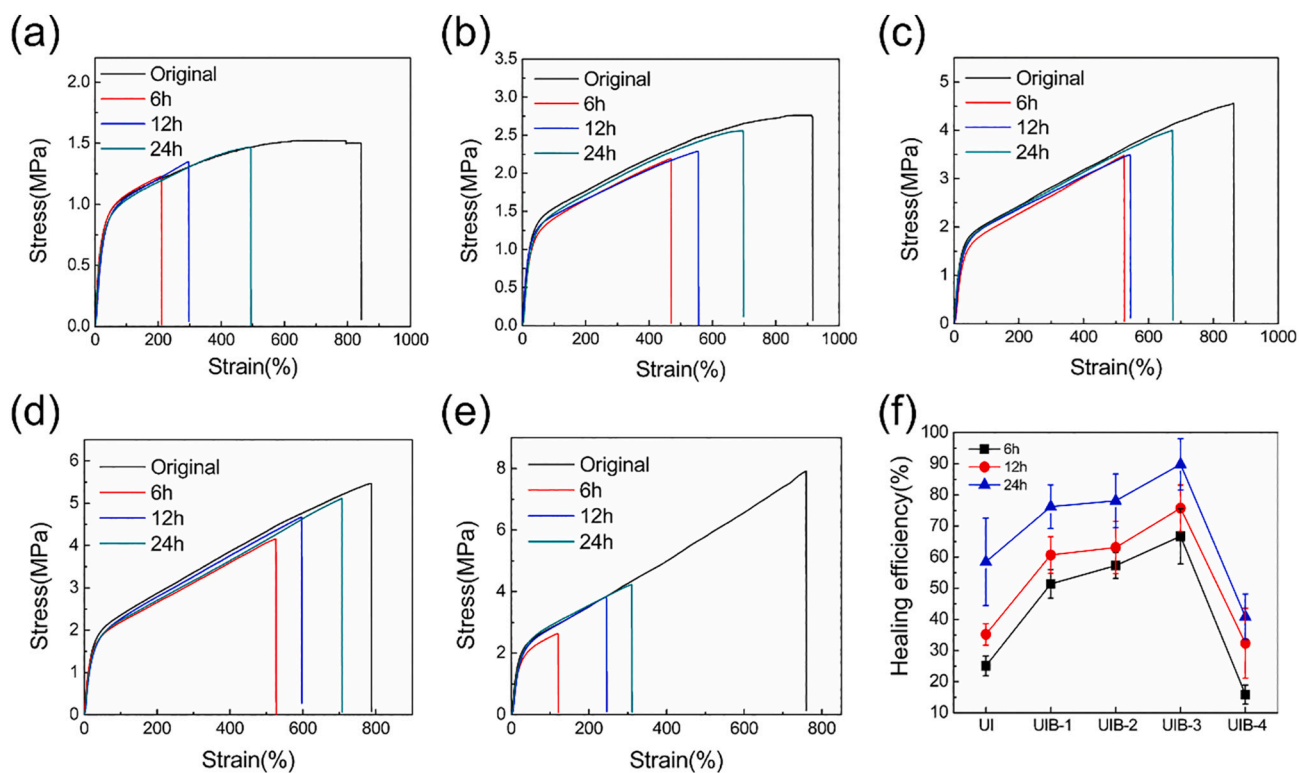 (a)
Stress(MPa)
2.0
1.5
1.0
0.5
0.0
Original
6h
12h
24h
0 200 400 600 800 1000
Strain(%)
(b)
Stress(MPa)
3.5
3.0
2.5
2.0
1.5
1.0
0.5
0.0
Original
6h
12h
24h
0 200 400 600 800 1000
Strain(%)
(c)
Stress(MPa)
5
4
3
2
1
0
Original
6h
12h
24h
0 200 400 600 800 1000
Strain(%)
(d)
Stress(MPa)
6
5
4
3
2
1
0
Original
6h
12h
24h
0 200 400 600 800
Strain(%)
(e)
Stress(MPa)
8
6
4
2
0
Original
6h
12h
24h
0 200 400 600 800
Strain(%)
(f)
Healing efficiency(%)
100
90
80
70
60
50
40
30
20
10
6h
12h
24h
UI UIB-1 UIB-2 UIB-3 UIB-4